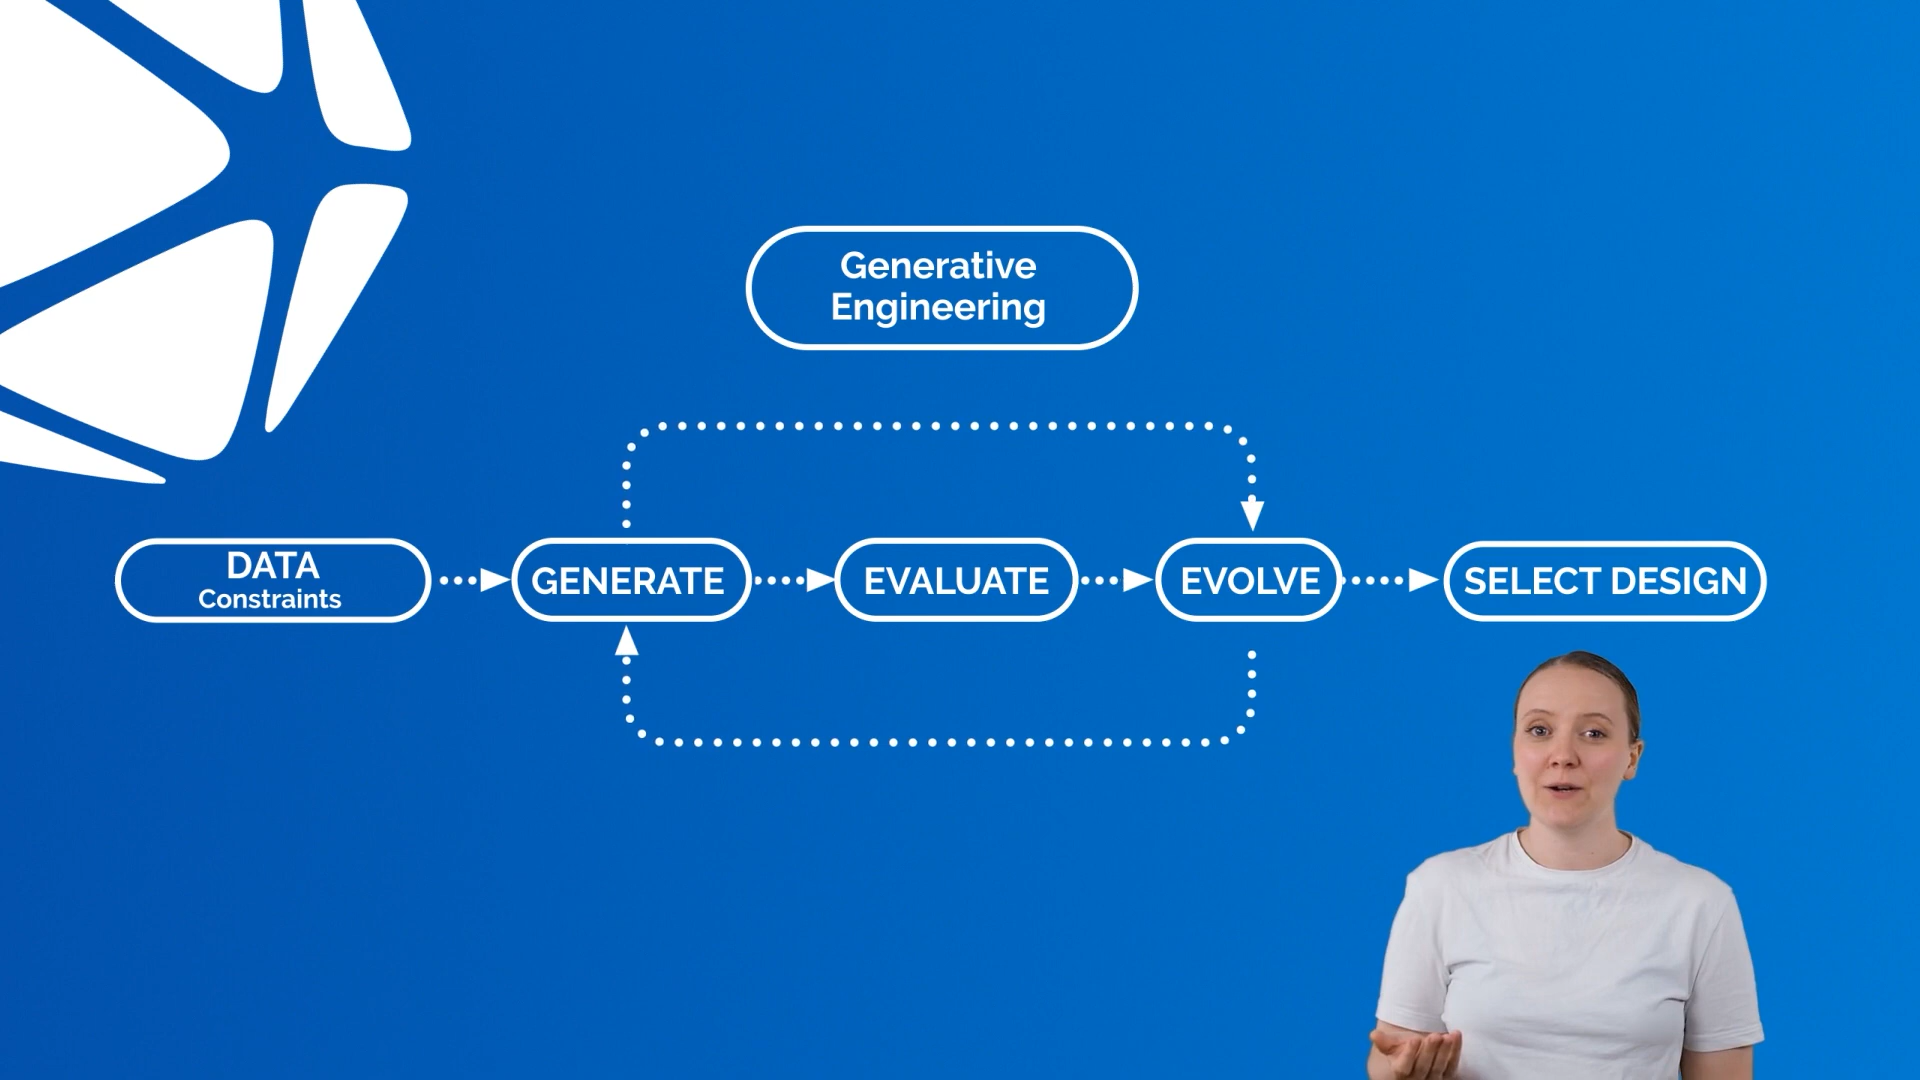 Generative
Engineering
DATA
Constraints
GENERATE
EVALUATE
EVOLVE
SELECT DESIGN